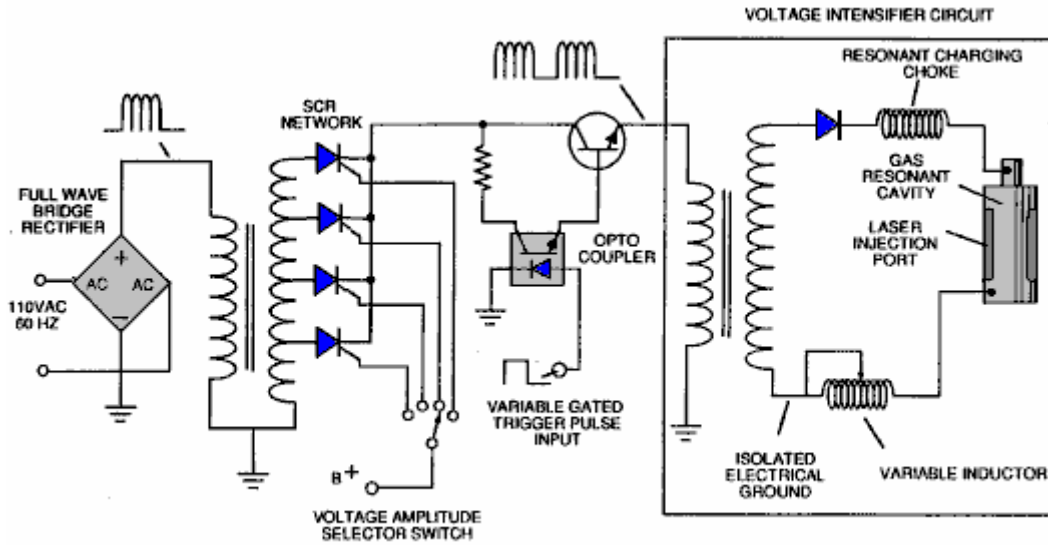 VOLTAGE INTENSIFIER CIRCUIT
RESONANT CHARGING
CHOKE
SCR
NETWORK
GAS
RESONANT
CAVITY
FULL WAVE
BRIDGE
RECTIFIER
LASER
INJECTION
PORT
OPTO
COUPLER
+
AC AC
−
110VAC
60 HZ
VARIABLE GATED
TRIGGER PULSE
INPUT
ISOLATED
ELECTRICAL
GROUND
VARIABLE INDUCTOR
B+
VOLTAGE AMPLITUDE
SELECTOR SWITCH